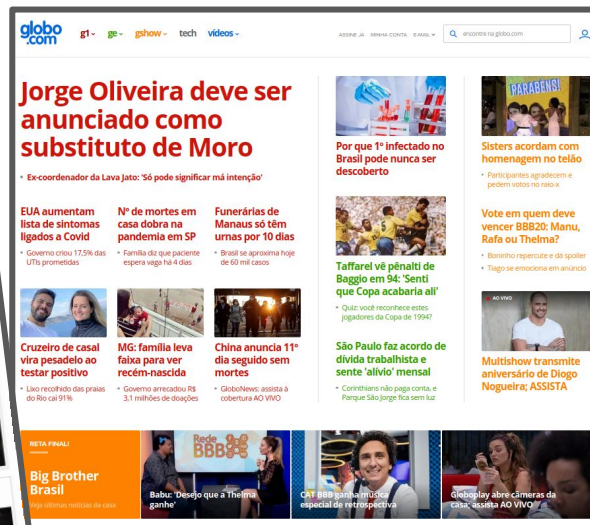 globo
.com
g1
ge
gshow
tech
vídeos
ASSINE JÁ
MINHA CONTA
E-MAIL
encontre na globo.com
Jorge Oliveira deve ser
anunciado como
substituto de Moro
Ex-coordenador da Lava Jato: 'Só pode significar má intenção'
EUA aumentam
lista de sintomas
ligados a Covid
Governo criou 17,5% das
UTIs prometidas
Nº de mortes em
casa dobra na
pandemia em SP
Família diz que paciente
espera vaga há 4 dias
Funerárias de
Manaus só têm
urnas por 10 dias
Brasil se aproxima hoje
de 60 mil casos
Cruzeiro de casal
vira pesadelo ao
testar positivo
Lixo recolhido das praias
do Rio cai 91%
MG: família leva
faixa para ver
recém-nascida
Governo arrecadou R$
3,1 milhões de doações
China anuncia 11º
dia seguido sem
mortes
GloboNews: assista à
cobertura AO VIVO
Por que 1º infectado no
Brasil pode nunca ser
descoberto
Taffarel vê pênalti de
Baggio em 94: 'Senti
que Copa acabaria ali'
Quiz: você reconhece estes
jogadores da Copa de 1994?
São Paulo faz acordo de
dívida trabalhista e
sente 'alívio' mensal
Corinthians não paga conta, e
Parque São Jorge fica sem luz
PARABÉNS!
Sisters acordam com
homenagem no telão
Participantes agradecem e
pedem votos no raio-x
Vote em quem deve
vencer BBB20: Manu,
Rafa ou Thelma?
Boninho repercute e dá spoiler
Tiago se emociona em anúncio
AO VIVO
Multishow transmite
aniversário de Diogo
Nogueira; ASSISTA
RETA FINAL!
Big Brother
Brasil
Veja últimas notícias da casa
Rede
BBB
Babu: 'Desejo que a Thelma
ganhe'
CAT BBB ganha música
especial de retrospectiva
Globoplay abre câmeras da
casa; assista AO VIVO